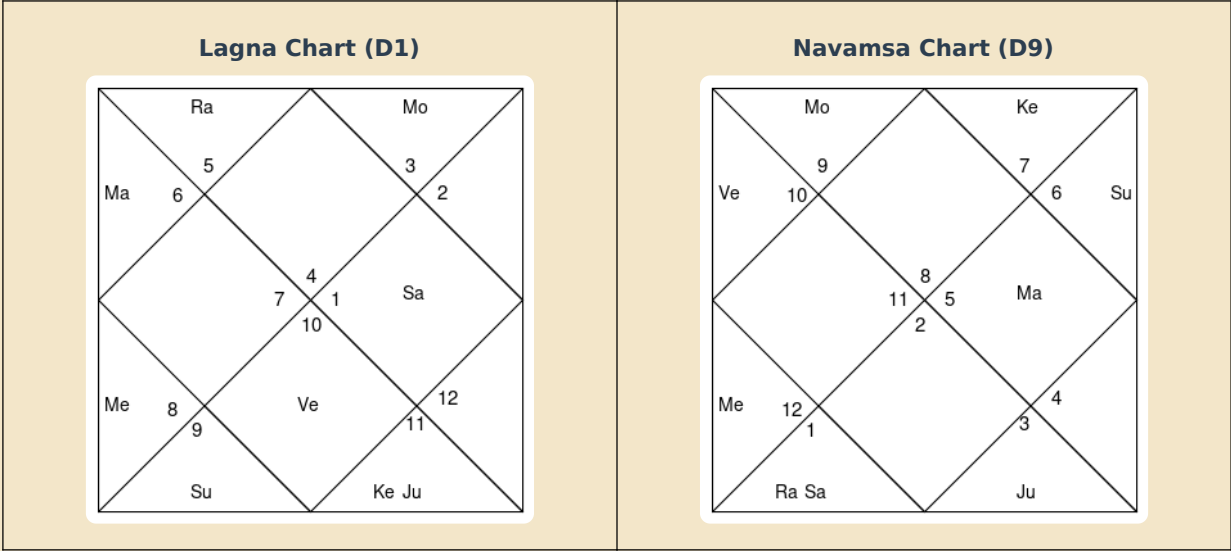 Lagna Chart (D1)
Ra
Mo
5
3
Ma
6
2
4
7
1
Sa
10
Me
8
Ve
12
9
11
Su
Ke Ju
Navamsa Chart (D9)
Mo
Ke
9
7
Ve
10
6
Su
8
11
5
Ma
2
Me
12
4
1
3
Ra Sa
Ju